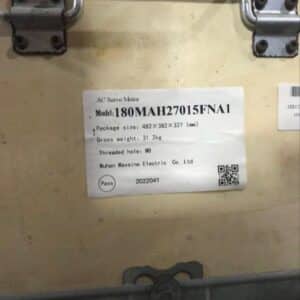 AC Servo Motor
Model: 180MAH27015FNA1
Package size: 482×382×327 (mm)
Gross weight: 31.2kg
Threaded hole: M8
Wuhan Maxsine Electric Co. Ltd
Pass 2022041